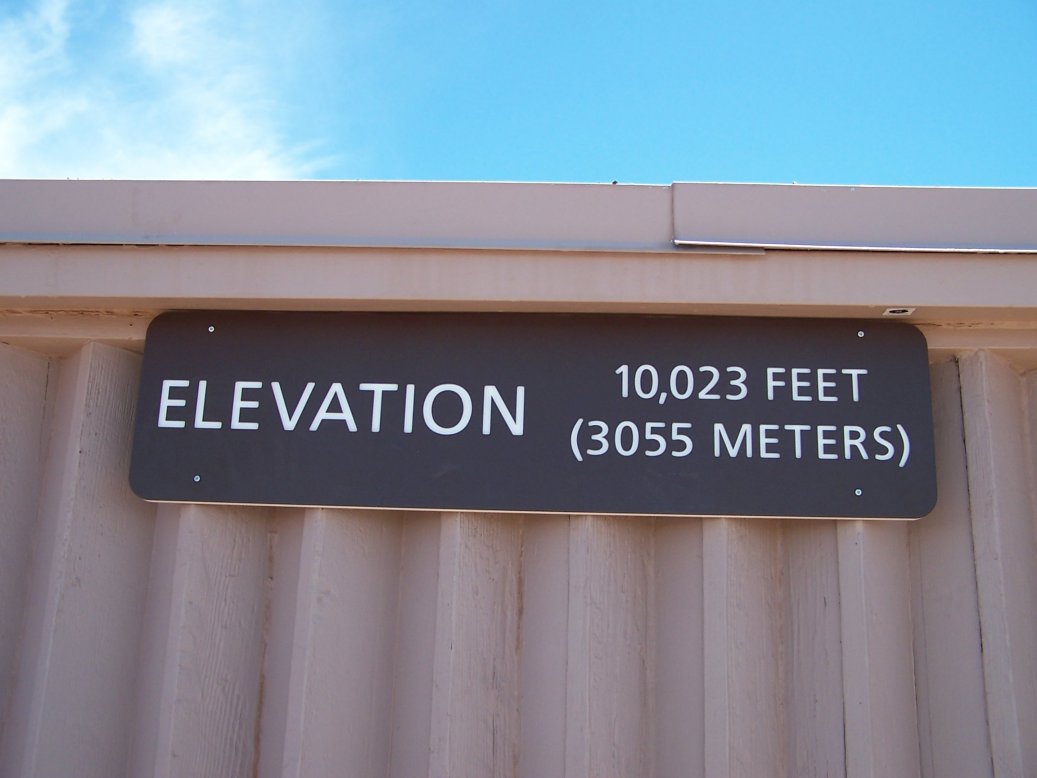 ELEVATION
10,023 FEET
(3055 METERS)